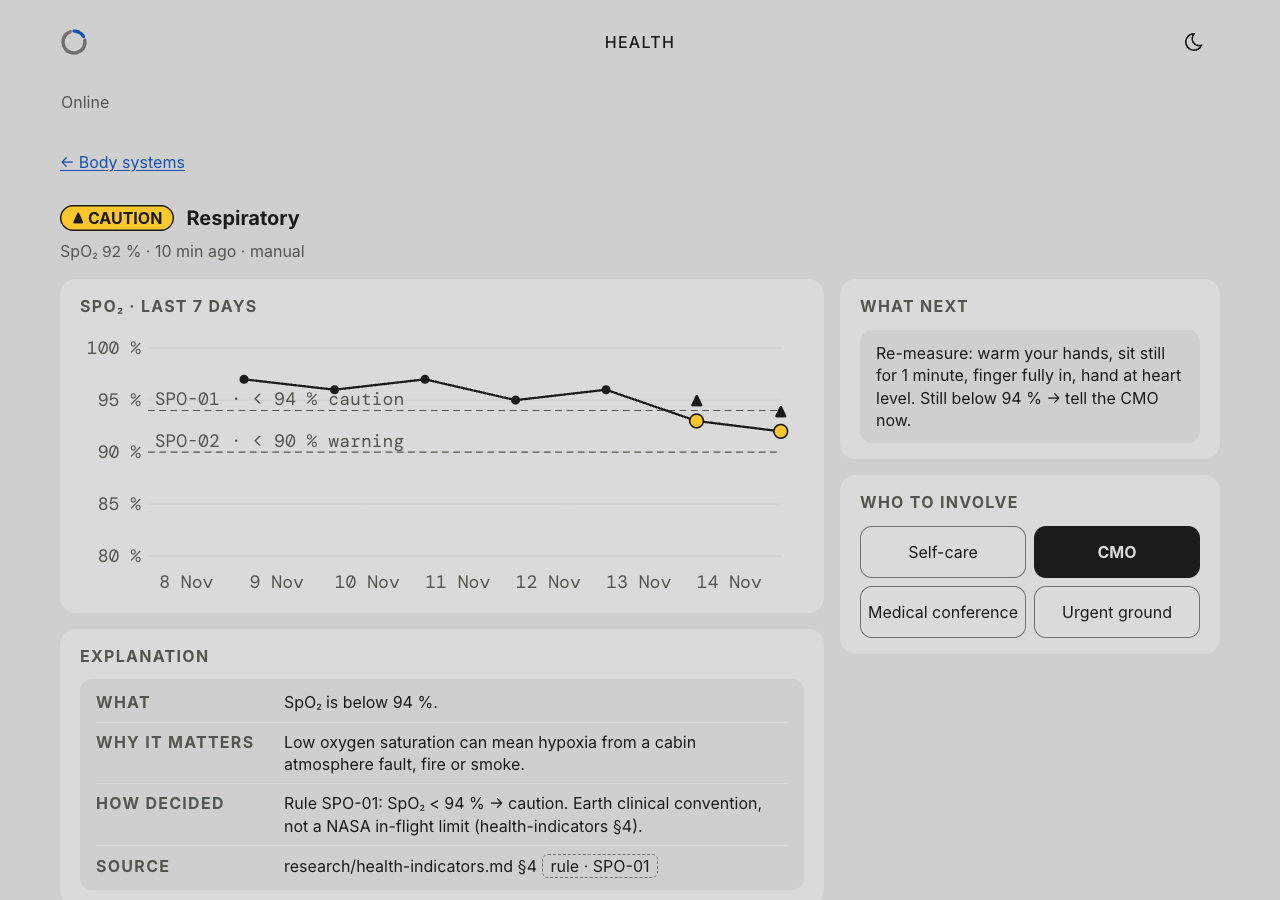 HEALTH
Online
← Body systems
▲ CAUTION Respiratory
SpO₂ 92 % · 10 min ago · manual
SPO₂ · LAST 7 DAYS
100 %
95 %
SPO-01 · < 94 % caution
SPO-02 · < 90 % warning
90 %
85 %
80 %
8 Nov 9 Nov 10 Nov 11 Nov 12 Nov 13 Nov 14 Nov
WHAT NEXT
Re-measure: warm your hands, sit still
for 1 minute, finger fully in, hand at heart
level. Still below 94 % → tell the CMO
now.
WHO TO INVOLVE
Self-care
CMO
Medical conference
Urgent ground
EXPLANATION
WHAT SpO₂ is below 94 %.
WHY IT MATTERS Low oxygen saturation can mean hypoxia from a cabin
atmosphere fault, fire or smoke.
HOW DECIDED Rule SPO-01: SpO₂ < 94 % → caution. Earth clinical convention,
not a NASA in-flight limit (health-indicators §4).
SOURCE research/health-indicators.md §4 rule · SPO-01